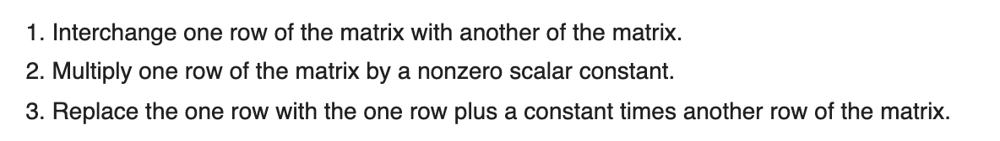 1. Interchange one row of the matrix with another of the matrix.
2. Multiply one row of the matrix by a nonzero scalar constant.
3. Replace the one row with the one row plus a constant times another row of the matrix.